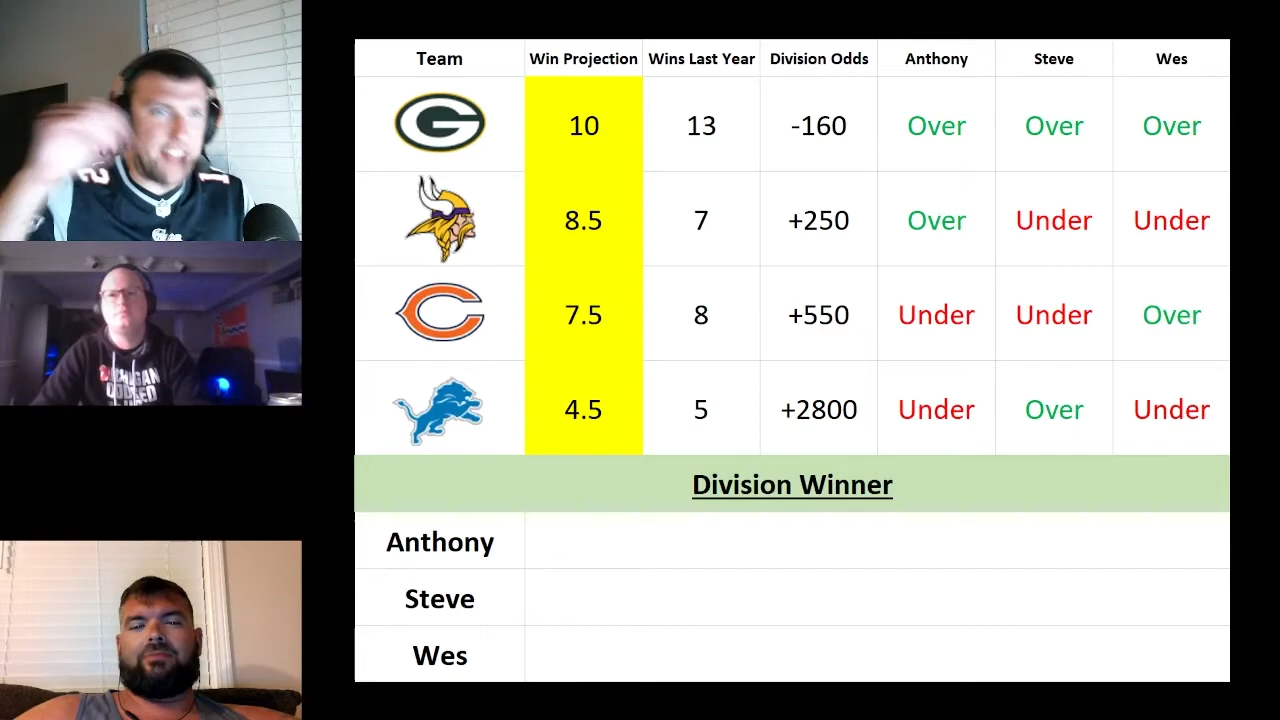 Team Win Projection Wins Last Year Division Odds Anthony Steve Wes
G 10 13 -160 Over Over Over
8.5 7 +250 Over Under Under
C 7.5 8 +550 Under Under Over
4.5 5 +2800 Under Over Under
Division Winner
Anthony
Steve
Wes